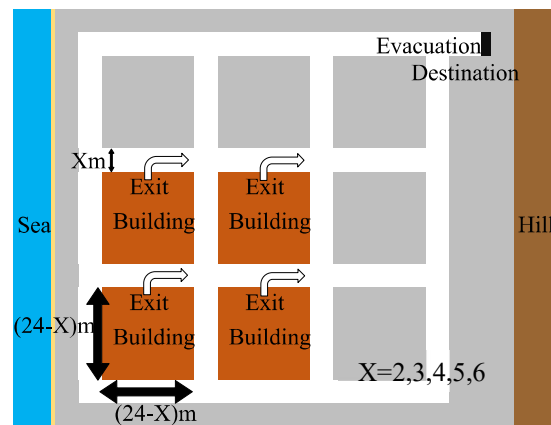 Evacuation
Destination
Xm
Exit
Building
Exit
Building
Sea
Hill
Exit
Building
Exit
Building
(24-X)m
X=2,3,4,5,6
(24-X)m